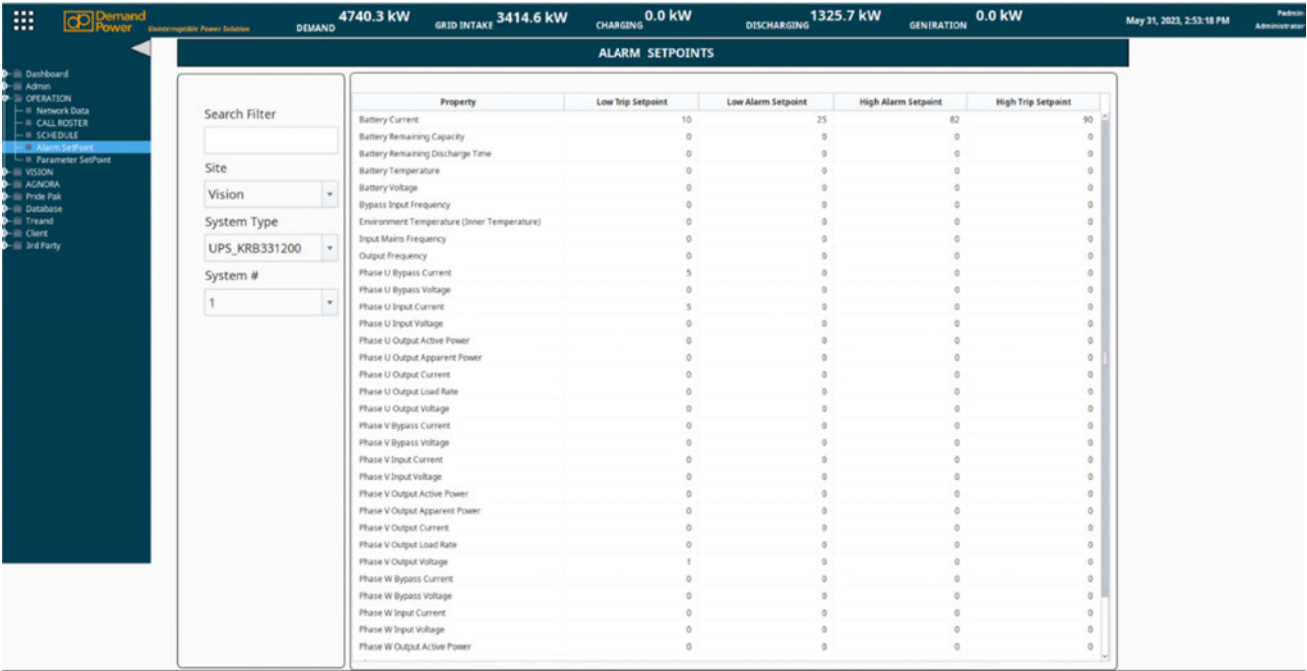 Demand Power
Uninterruptible Power Solution
DEMAND 4740.3 kW
GRID INTAKE 3414.6 kW
CHARGING 0.0 kW
DISCHARGING 1325.7 kW
GENERATION 0.0 kW
May 31, 2023, 2:53:18 PM
Padmin
Administrator
ALARM SETPOINTS
Dashboard
Admin
OPERATION
Network Data
CALL ROSTER
SCHEDULE
Alarm SetPoint
Parameter SetPoint
VISION
AGNORA
Pride Pak
Database
Treand
Client
3rd Party
Search Filter
Site
Vision
System Type
UPS_KRB331200
System #
1
Property Low Trip Setpoint Low Alarm Setpoint High Alarm Setpoint High Trip Setpoint
Battery Current 10 25 82 90
Battery Remaining Capacity 0 0 0 0
Battery Remaining Discharge Time 0 0 0 0
Battery Temperature 0 0 0 0
Battery Voltage 0 0 0 0
Bypass Input Frequency 0 0 0 0
Environment Temperature (Inner Temperature) 0 0 0 0
Input Mains Frequency 0 0 0 0
Output Frequency 0 0 0 0
Phase U Bypass Current 5 0 0 0
Phase U Bypass Voltage 0 0 0 0
Phase U Input Current 5 0 0 0
Phase U Input Voltage 0 0 0 0
Phase U Output Active Power 0 0 0 0
Phase U Output Apparent Power 0 0 0 0
Phase U Output Current 0 0 0 0
Phase U Output Load Rate 0 0 0 0
Phase U Output Voltage 0 0 0 0
Phase V Bypass Current 0 0 0 0
Phase V Bypass Voltage 0 0 0 0
Phase V Input Current 0 0 0 0
Phase V Input Voltage 0 0 0 0
Phase V Output Active Power 0 0 0 0
Phase V Output Apparent Power 0 0 0 0
Phase V Output Current 0 0 0 0
Phase V Output Load Rate 0 0 0 0
Phase V Output Voltage 1 0 0 0
Phase W Bypass Current 0 0 0 0
Phase W Bypass Voltage 0 0 0 0
Phase W Input Current 0 0 0 0
Phase W Input Voltage 0 0 0 0
Phase W Output Active Power 0 0 0 0